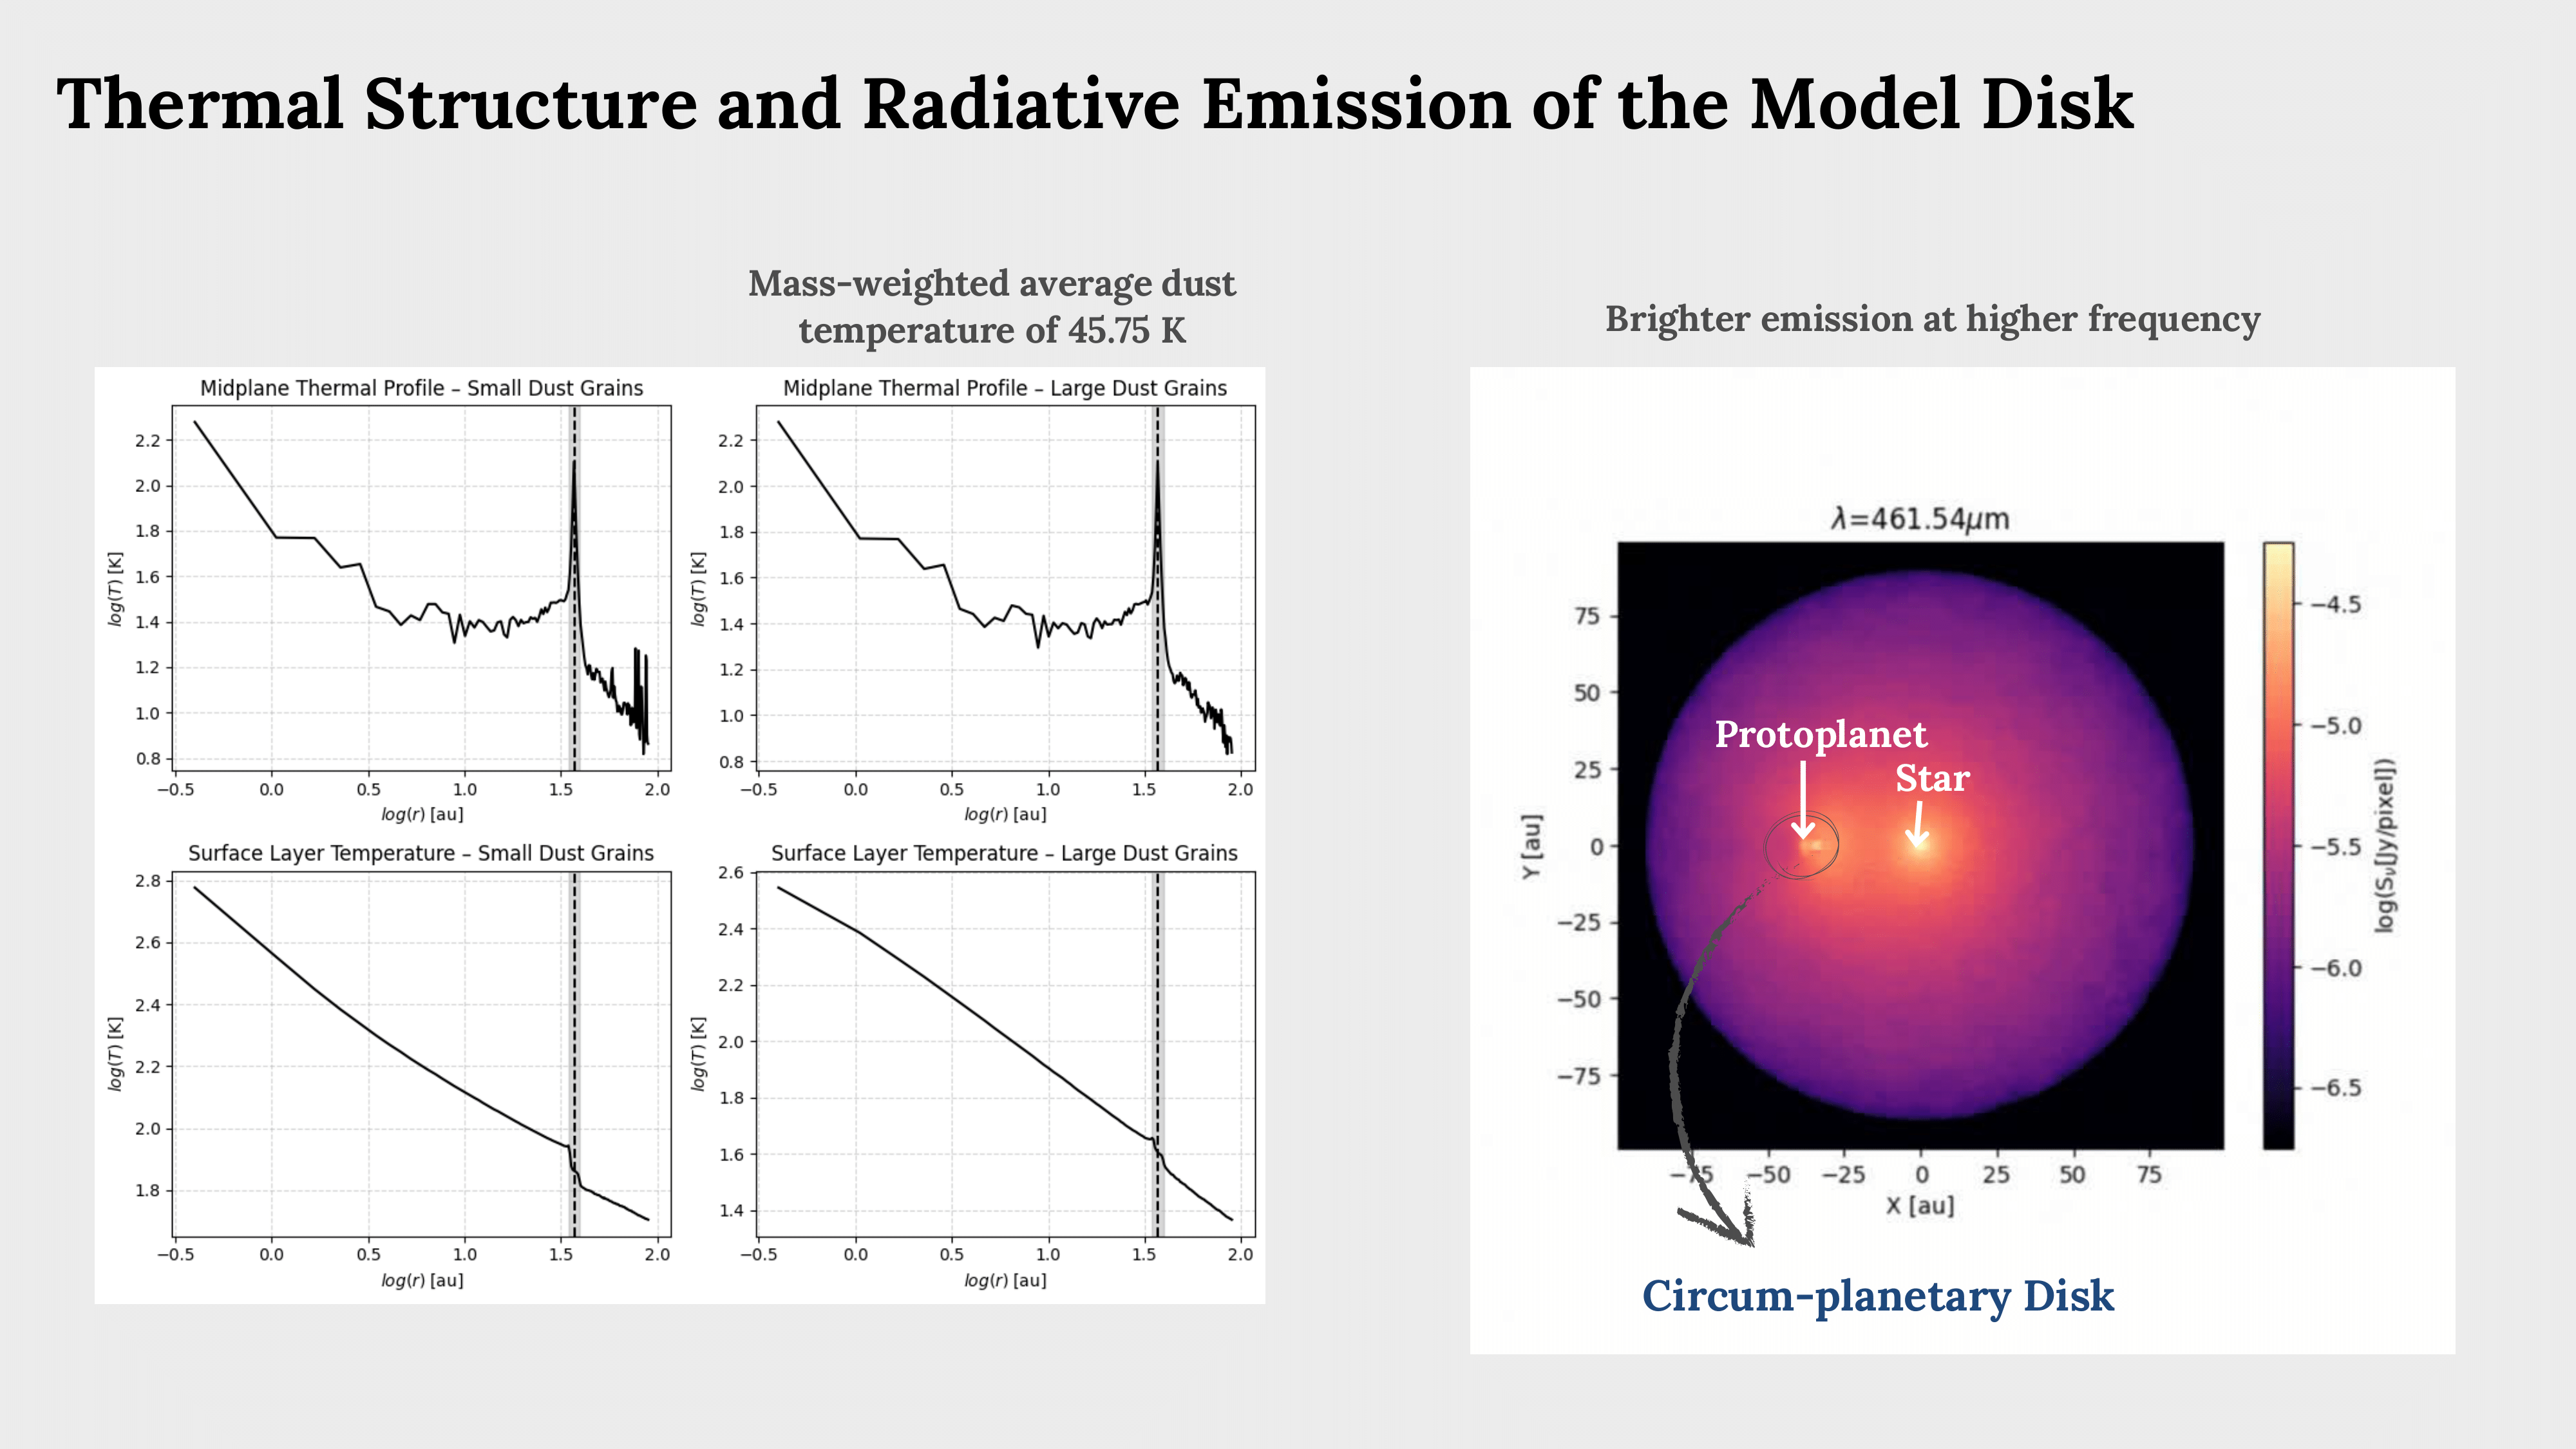 Thermal Structure and Radiative Emission of the Model Disk
Mass-weighted average dust
temperature of 45.75 K
Brighter emission at higher frequency
Midplane Thermal Profile – Small Dust Grains
2.2
2.0
1.8
1.6
1.4
1.2
1.0
0.8
log(T) [K]
−0.5 0.0 0.5 1.0 1.5 2.0
log(r) [au]
Midplane Thermal Profile – Large Dust Grains
2.2
2.0
1.8
1.6
1.4
1.2
1.0
0.8
log(T) [K]
−0.5 0.0 0.5 1.0 1.5 2.0
log(r) [au]
Surface Layer Temperature – Small Dust Grains
2.8
2.6
2.4
2.2
2.0
1.8
log(T) [K]
−0.5 0.0 0.5 1.0 1.5 2.0
log(r) [au]
Surface Layer Temperature – Large Dust Grains
2.6
2.4
2.2
2.0
1.8
1.6
1.4
log(T) [K]
−0.5 0.0 0.5 1.0 1.5 2.0
log(r) [au]
λ=461.54μm
75
50
25
0
−25
−50
−75
Y [au]
Protoplanet
Star
−75 −50 −25 0 25 50 75
X [au]
−4.5
−5.0
−5.5
−6.0
−6.5
log(Sν[Jy/pixel])
Circum-planetary Disk